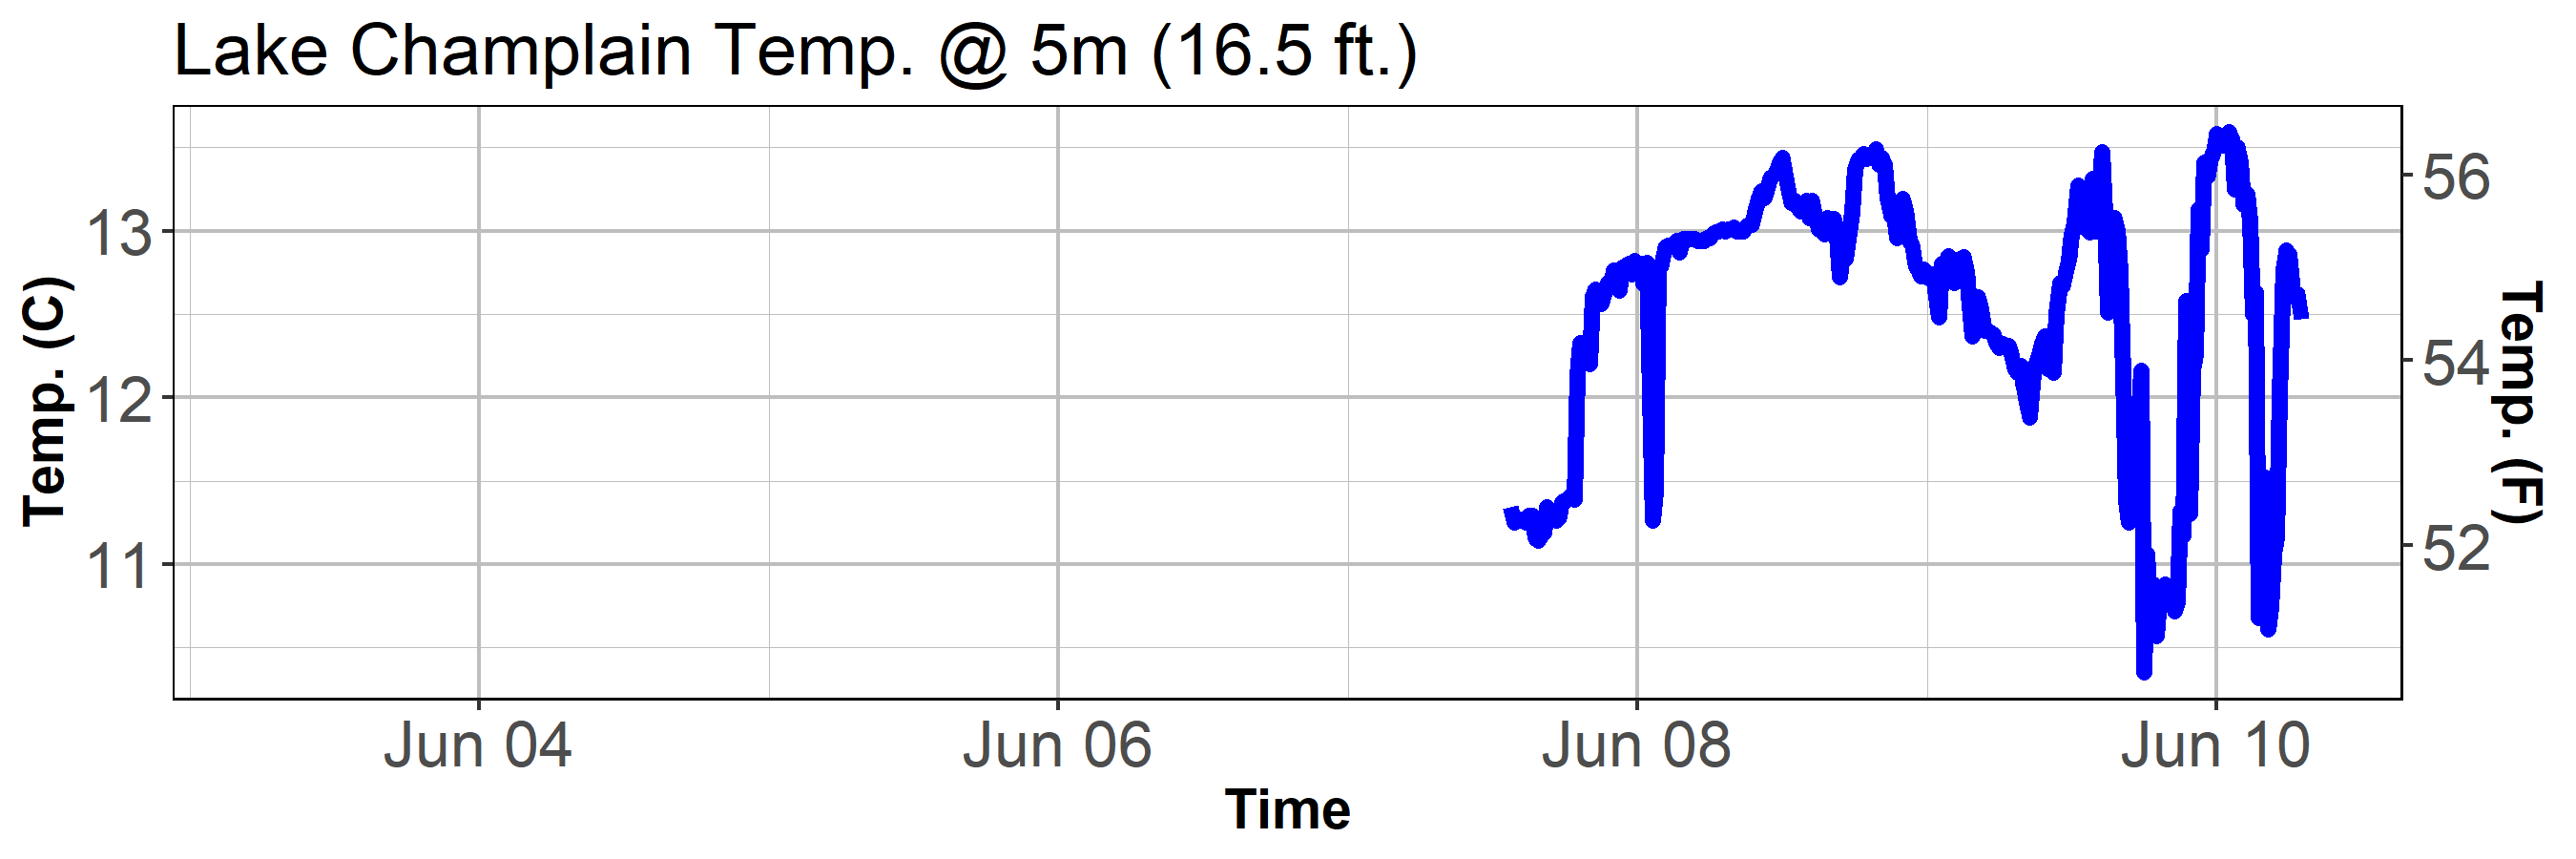 Lake Champlain Temp. @ 5m (16.5 ft.)
Temp. (C)
13
12
11
56
54
52
Temp. (F)
Jun 04 Jun 06 Jun 08 Jun 10
Time